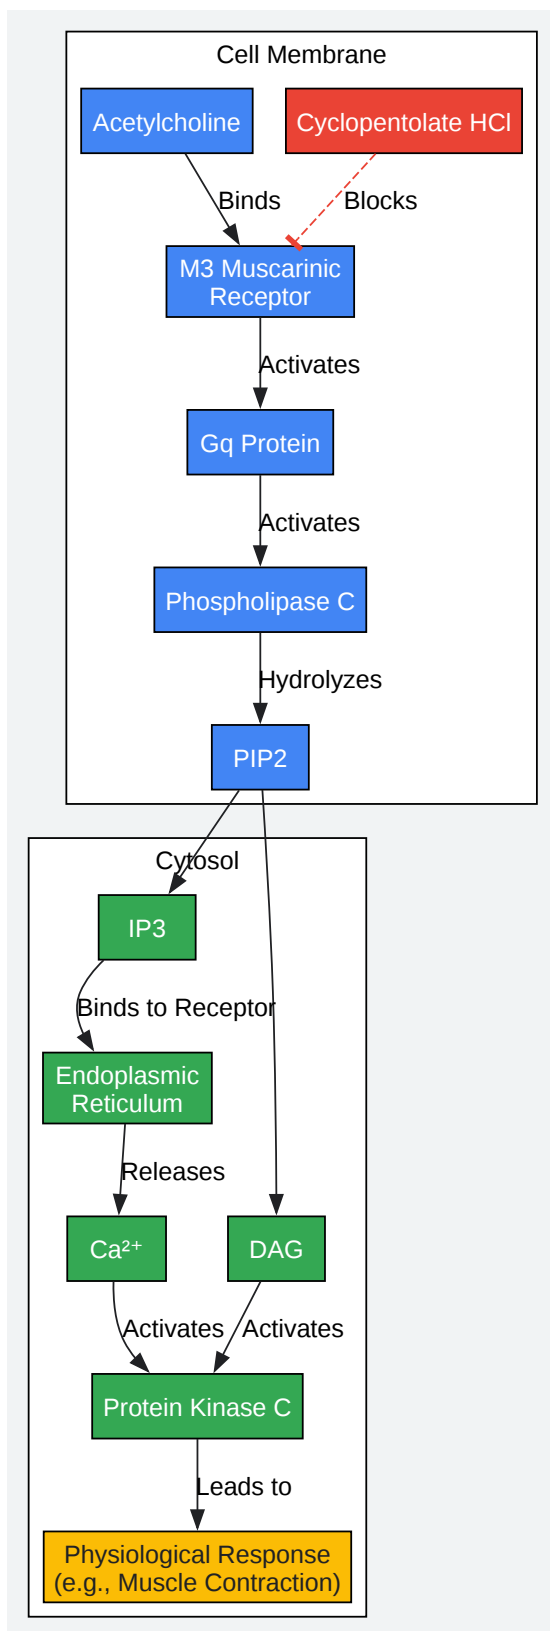 Cell Membrane
Acetylcholine
Cyclopentolate HCl
Binds
Blocks
M3 Muscarinic
Receptor
Activates
Gq Protein
Activates
Phospholipase C
Hydrolyzes
PIP2
Cytosol
IP3
Binds to Receptor
Endoplasmic
Reticulum
Releases
Ca²⁺
DAG
Activates
Activates
Protein Kinase C
Leads to
Physiological Response
(e.g., Muscle Contraction)